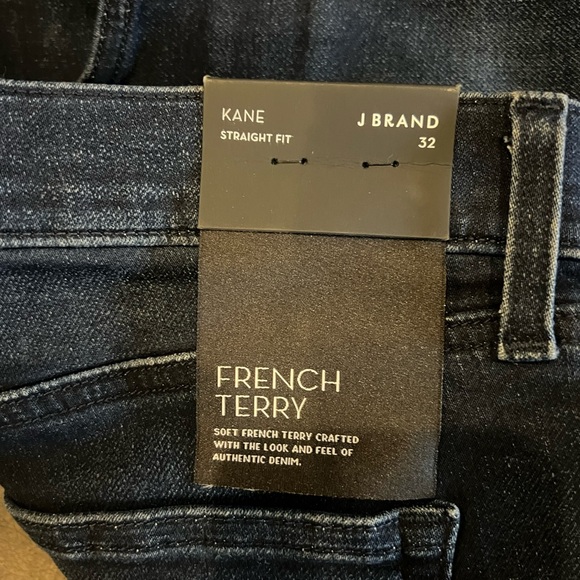 KANE J BRAND
STRAIGHT FIT 32
FRENCH
TERRY
SOFT FRENCH TERRY CRAFTED
WITH THE LOOK AND FEEL OF
AUTHENTIC DENIM.